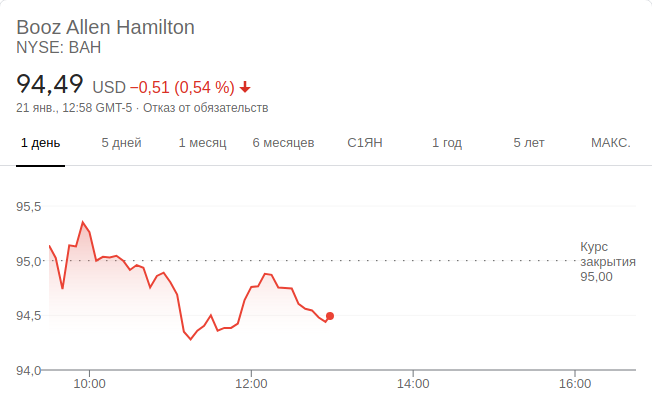 Booz Allen Hamilton
NYSE: BAH
94,49 USD −0,51 (0,54 %)
21 янв., 12:58 GMT-5 · Отказ от обязательств
1 день 5 дней 1 месяц 6 месяцев С1ЯН 1 год 5 лет МАКС.
95,5
95,0
94,5
94,0
Курс
закрытия
95,00
10:00 12:00 14:00 16:00